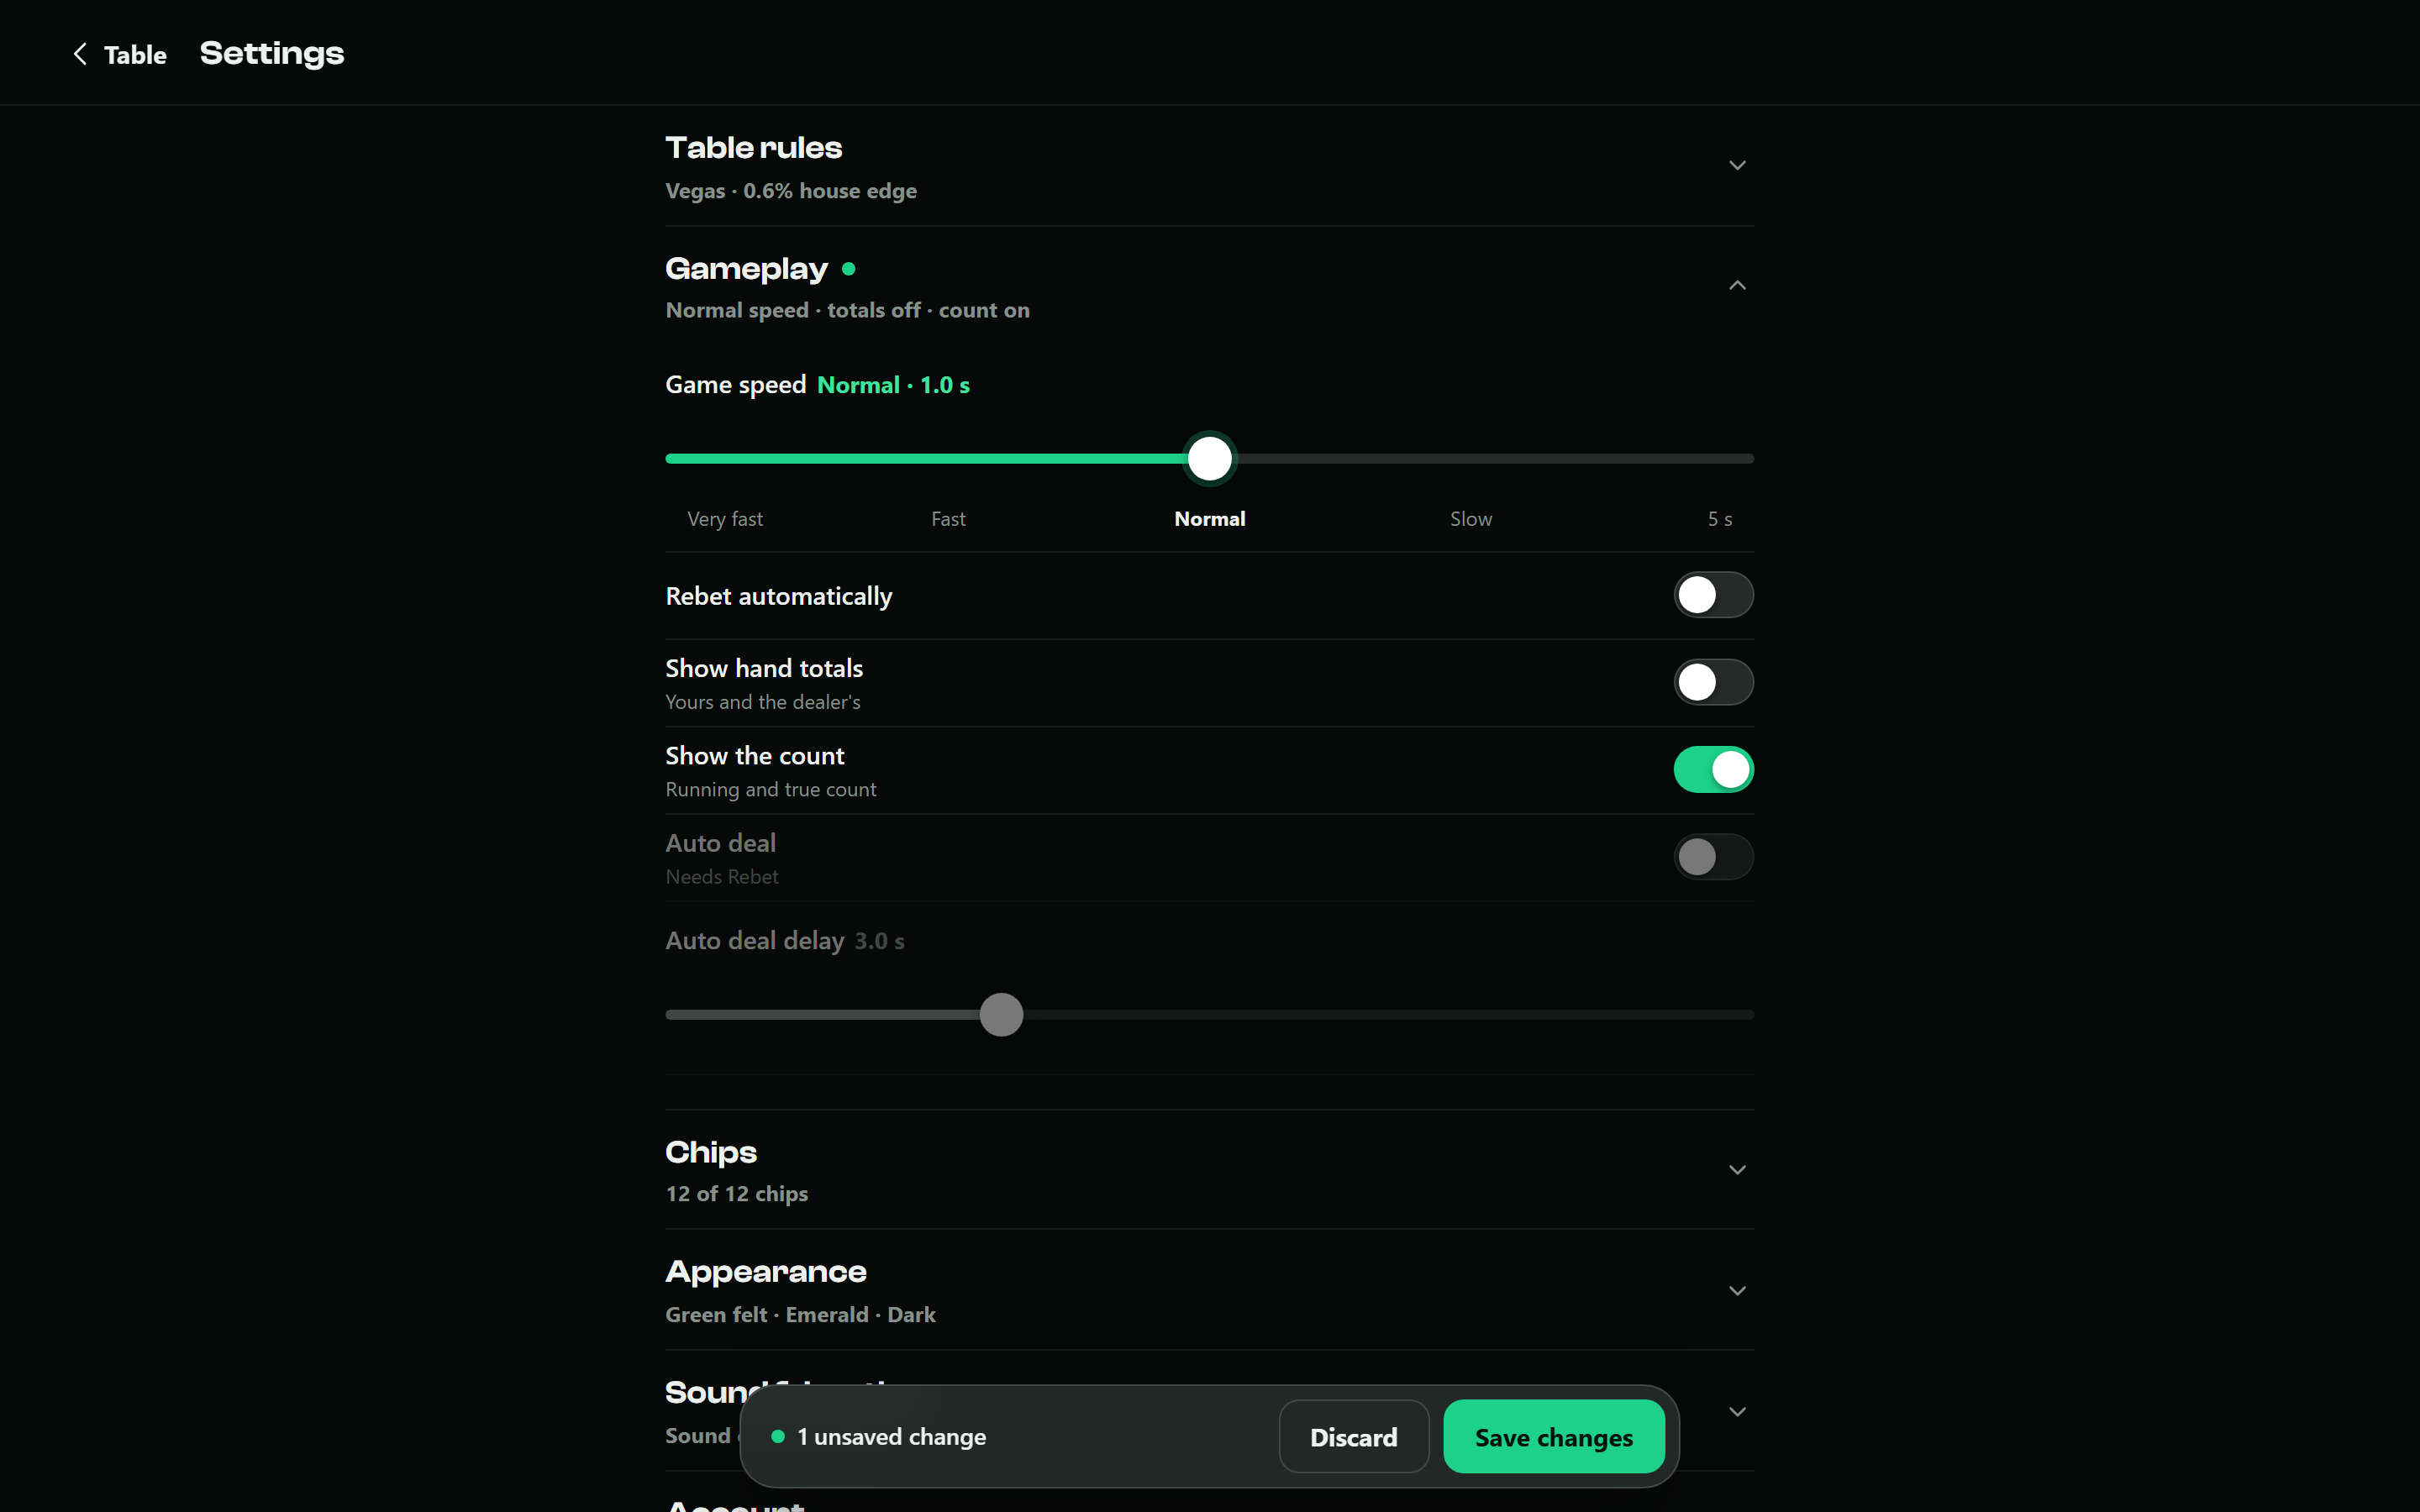 Table Settings
Table rules
Vegas · 0.6% house edge
Gameplay
Normal speed · totals off · count on
Game speed Normal · 1.0 s
Very fast Fast Normal Slow 5 s
Rebet automatically
Show hand totals
Yours and the dealer's
Show the count
Running and true count
Auto deal
Needs Rebet
Auto deal delay 3.0 s
Chips
12 of 12 chips
Appearance
Green felt · Emerald · Dark
Sound
Sound
1 unsaved change Discard Save changes
Account